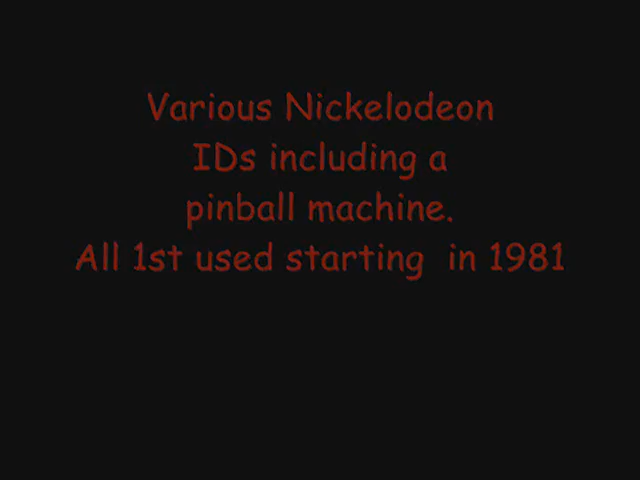 Various Nickelodeon
IDs including a
pinball machine.
All 1st used starting  in 1981